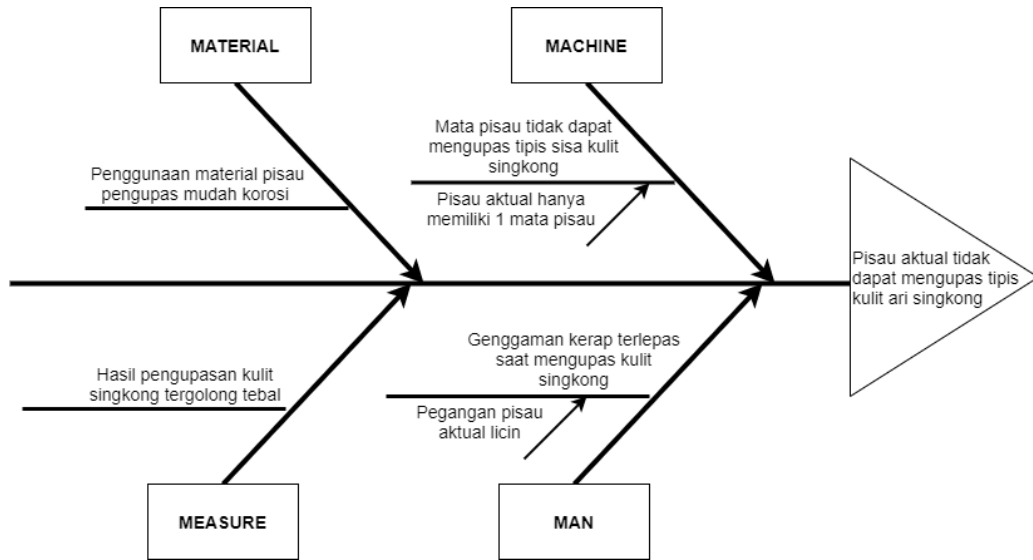 MATERIAL
MACHINE
Mata pisau tidak dapat
mengupas tipis sisa kulit
singkong
Penggunaan material pisau
pengupas mudah korosi
Pisau aktual hanya
memiliki 1 mata pisau
Pisau aktual tidak
dapat mengupas tipis
kulit ari singkong
Genggaman kerap terlepas
saat mengupas kulit
singkong
Hasil pengupasan kulit
singkong tergolong tebal
Pegangan pisau
aktual licin
MEASURE
MAN